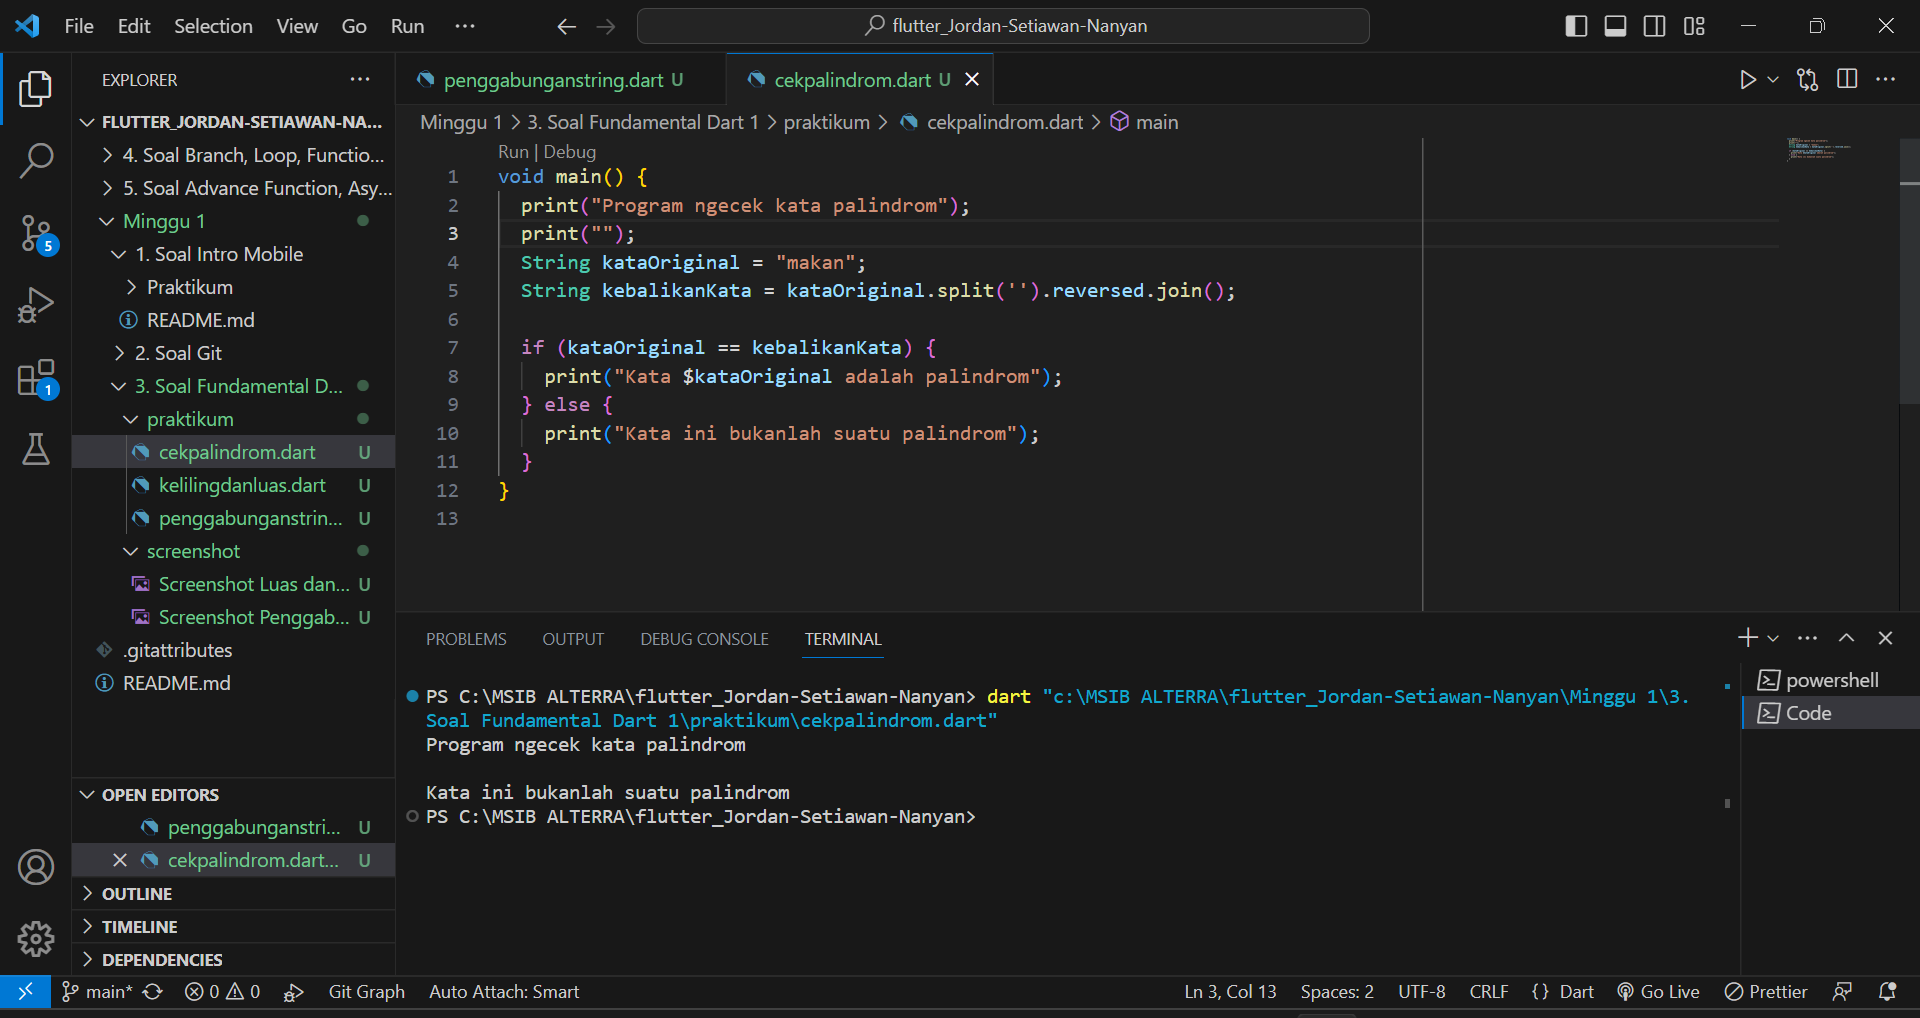 File Edit Selection View Go Run ··· flutter_Jordan-Setiawan-Nanyan
EXPLORER ···
FLUTTER_JORDAN-SETIAWAN-NA...
4. Soal Branch, Loop, Functio...
5. Soal Advance Function, Asy...
Minggu 1
1. Soal Intro Mobile
Praktikum
README.md
2. Soal Git
3. Soal Fundamental D...
praktikum
cekpalindrom.dart U
kelilingdanluas.dart U
penggabunganstrin... U
screenshot
Screenshot Luas dan... U
Screenshot Penggab... U
.gitattributes
README.md
5
1
OPEN EDITORS
penggabunganstri... U
cekpalindrom.dart... U
OUTLINE
TIMELINE
DEPENDENCIES
penggabunganstring.dart U cekpalindrom.dart U
Minggu 1 > 3. Soal Fundamental Dart 1 > praktikum > cekpalindrom.dart > main
Run | Debug
1 void main() {
2 print("Program ngecek kata palindrom");
3 print("");
4 String kataOriginal = "makan";
5 String kebalikanKata = kataOriginal.split('').reversed.join();
6
7 if (kataOriginal == kebalikanKata) {
8 print("Kata $kataOriginal adalah palindrom");
9 } else {
10 print("Kata ini bukanlah suatu palindrom");
11 }
12 }
13
PROBLEMS OUTPUT DEBUG CONSOLE TERMINAL
PS C:\MSIB ALTERRA\flutter_Jordan-Setiawan-Nanyan> dart "c:\MSIB ALTERRA\flutter_Jordan-Setiawan-Nanyan\Minggu 1\3.
Soal Fundamental Dart 1\praktikum\cekpalindrom.dart"
Program ngecek kata palindrom
Kata ini bukanlah suatu palindrom
PS C:\MSIB ALTERRA\flutter_Jordan-Setiawan-Nanyan>
powershell
Code
main* 0 0 Git Graph Auto Attach: Smart Ln 3, Col 13 Spaces: 2 UTF-8 CRLF {} Dart Go Live Prettier